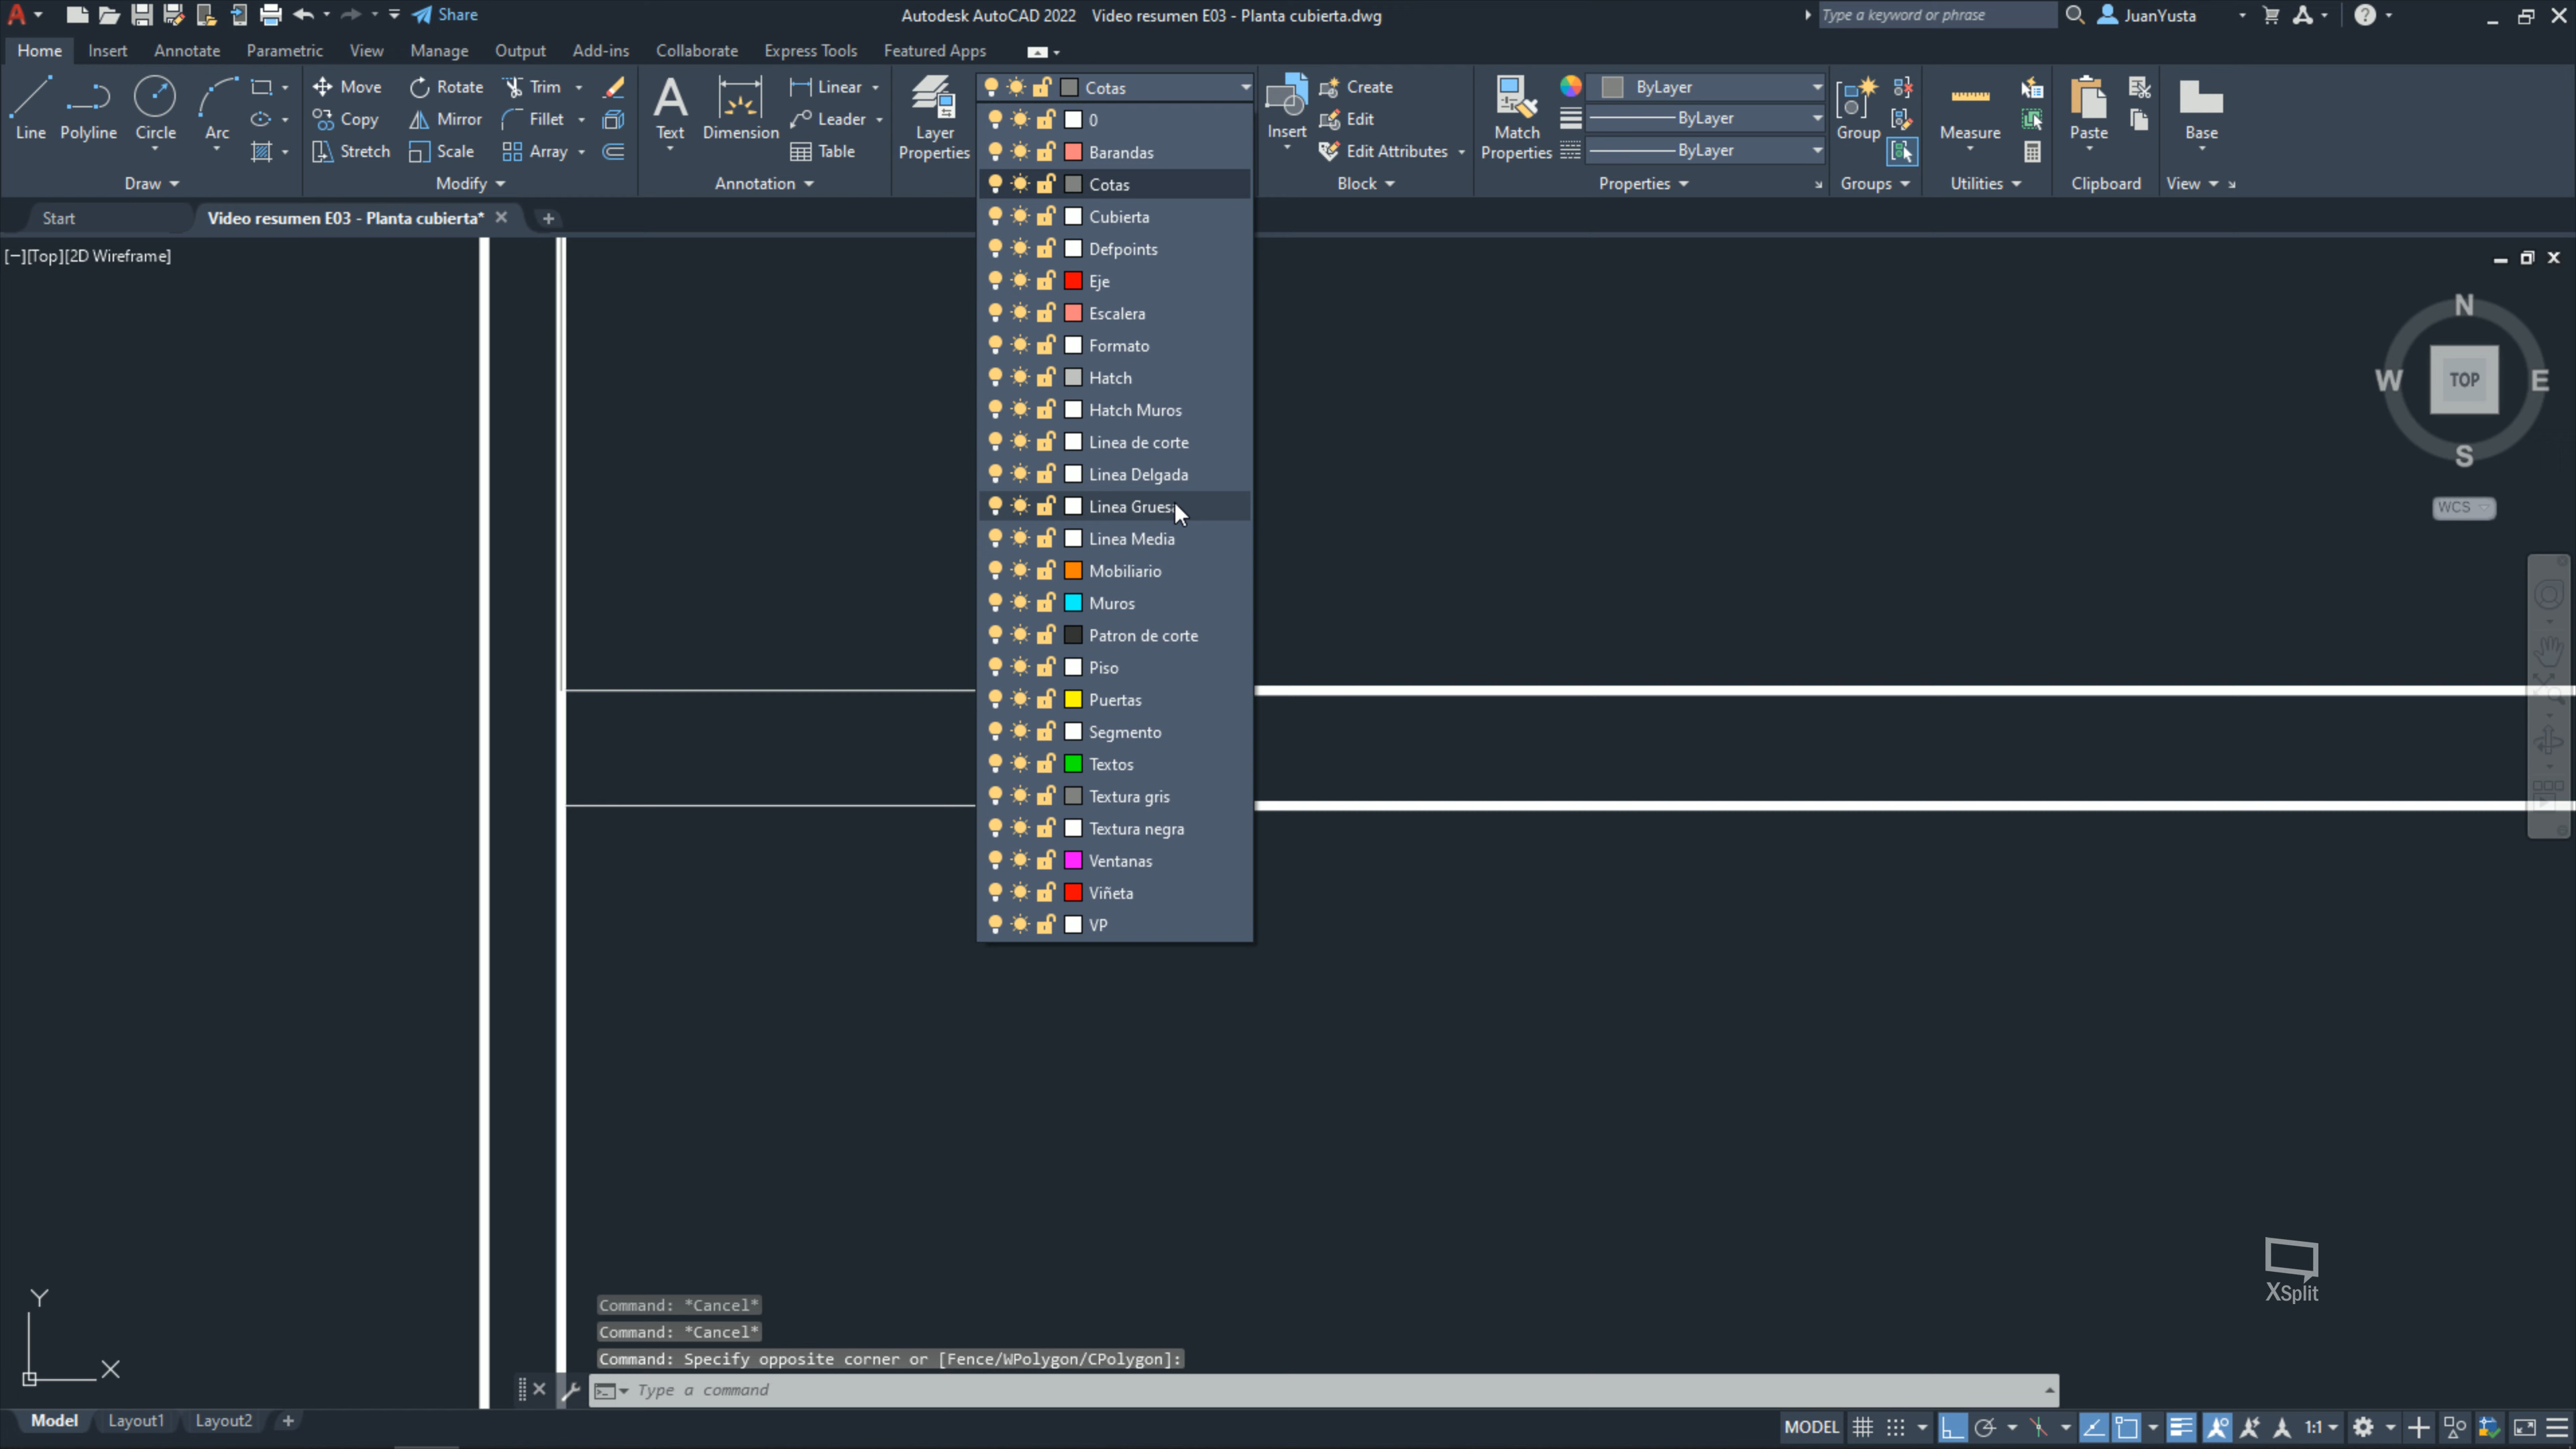 Share
Autodesk AutoCAD 2022 Video resumen E03 - Planta cubierta.dwg
Type a keyword or phrase
JuanYusta
Home Insert Annotate Parametric View Manage Output Add-ins Collaborate Express Tools Featured Apps
Line Polyline Circle Arc
Draw
Move Rotate Trim
Copy Mirror Fillet
Stretch Scale Array
Modify
Text Dimension
Linear
Leader
Table
Annotation
Layer Properties
Cotas
Insert
Create
Edit
Edit Attributes
Block
Match Properties
ByLayer
ByLayer
ByLayer
Properties
Group
Groups
Measure
Utilities
Paste
Clipboard
Base
View
Start
Video resumen E03 - Planta cubierta*
[−][Top][2D Wireframe]
0
Barandas
Cotas
Cubierta
Defpoints
Eje
Escalera
Formato
Hatch
Hatch Muros
Linea de corte
Linea Delgada
Linea Gruesa
Linea Media
Mobiliario
Muros
Patron de corte
Piso
Puertas
Segmento
Textos
Textura gris
Textura negra
Ventanas
Viñeta
VP
N
W TOP E
S
WCS
XSplit
Y
X
Command: *Cancel*
Command: *Cancel*
Command: Specify opposite corner or [Fence/WPolygon/CPolygon]:
Type a command
Model Layout1 Layout2
MODEL
1:1